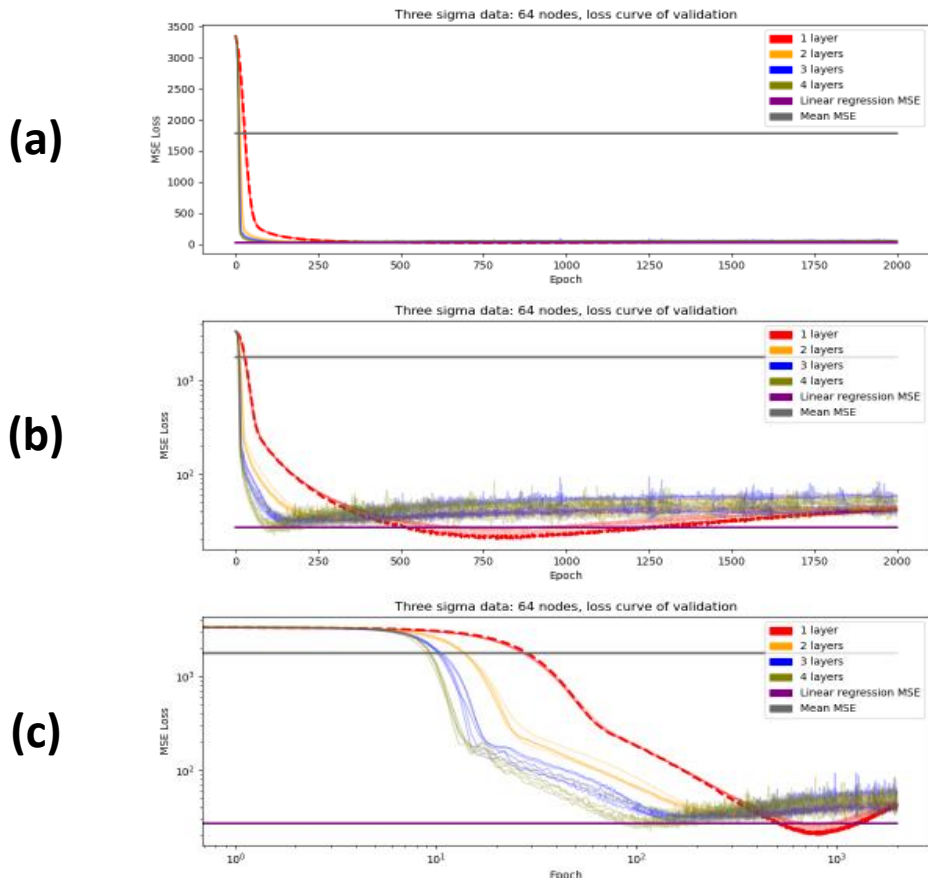 (a)
Three sigma data: 64 nodes, loss curve of validation
MSE Loss
3500
3000
2500
2000
1500
1000
500
0
1 layer
2 layers
3 layers
4 layers
Linear regression MSE
Mean MSE
0 250 500 750 1000 1250 1500 1750 2000
Epoch
(b)
Three sigma data: 64 nodes, loss curve of validation
MSE Loss
10³
10²
1 layer
2 layers
3 layers
4 layers
Linear regression MSE
Mean MSE
0 250 500 750 1000 1250 1500 1750 2000
Epoch
(c)
Three sigma data: 64 nodes, loss curve of validation
MSE Loss
10³
10²
1 layer
2 layers
3 layers
4 layers
Linear regression MSE
Mean MSE
10⁰ 10¹ 10² 10³
Epoch